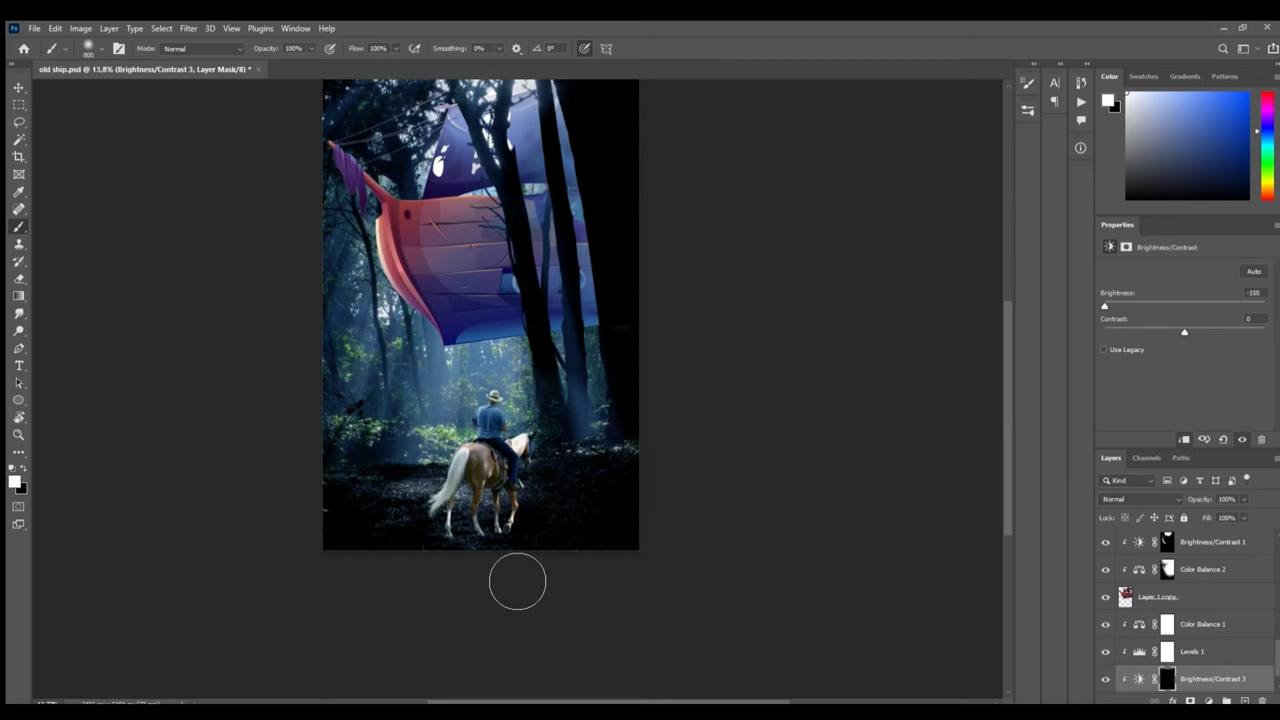 Ps File Edit Image Layer Type Select Filter 3D View Plugins Window Help
800 Mode: Normal Opacity: 100% Flow: 100% Smoothing: 0% 0°
old ship.psd @ 13,8% (Brightness/Contrast 3, Layer Mask/8) * ×
Color Swatches Gradients Patterns
Properties
Brightness/Contrast
Auto
Brightness: -150
Contrast: 0
Use Legacy
Layers Channels Paths
Kind
Normal Opacity: 100%
Lock: Fill: 100%
Brightness/Contrast 1
Color Balance 2
Layer 1 copy
Color Balance 1
Levels 1
Brightness/Contrast 3